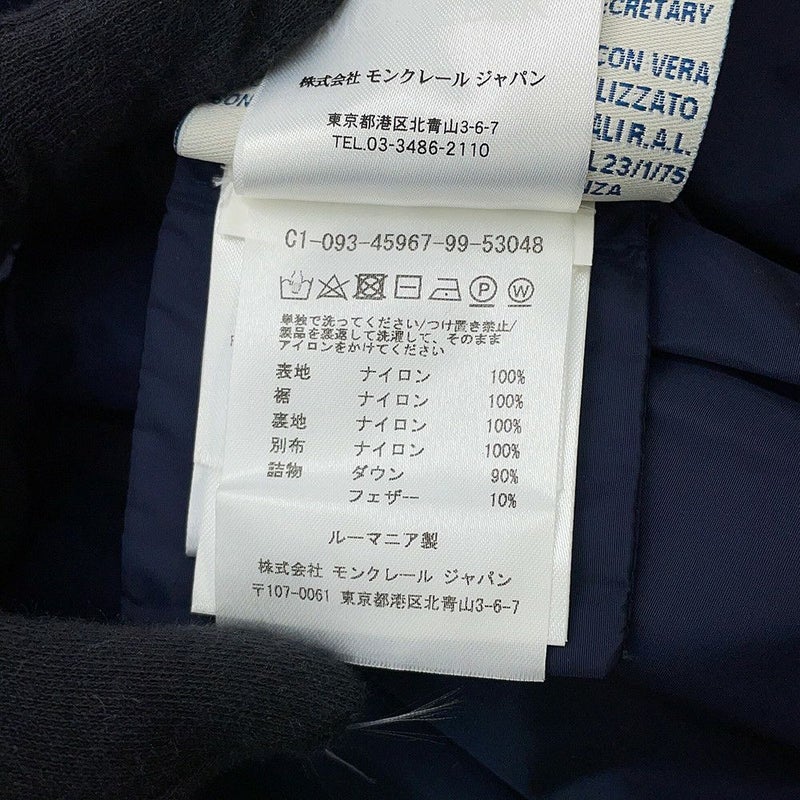 ECRETARY
CON VERA
LIZZATO
ALI R.A.L.
L23/1/75
NZA
SON
株式会社 モンクレール ジャパン
東京都港区北青山3-6-7
TEL.03-3486-2110
C1-093-45967-99-53048
単独で洗ってください/つけ置き禁止/
製品を裏返して洗濯して、そのまま
アイロンをかけてください
表地 ナイロン 100%
裾 ナイロン 100%
裏地 ナイロン 100%
別布 ナイロン 100%
詰物 ダウン 90%
フェザー 10%
ルーマニア製
株式会社 モンクレール ジャパン
〒107-0061 東京都港区北青山3-6-7